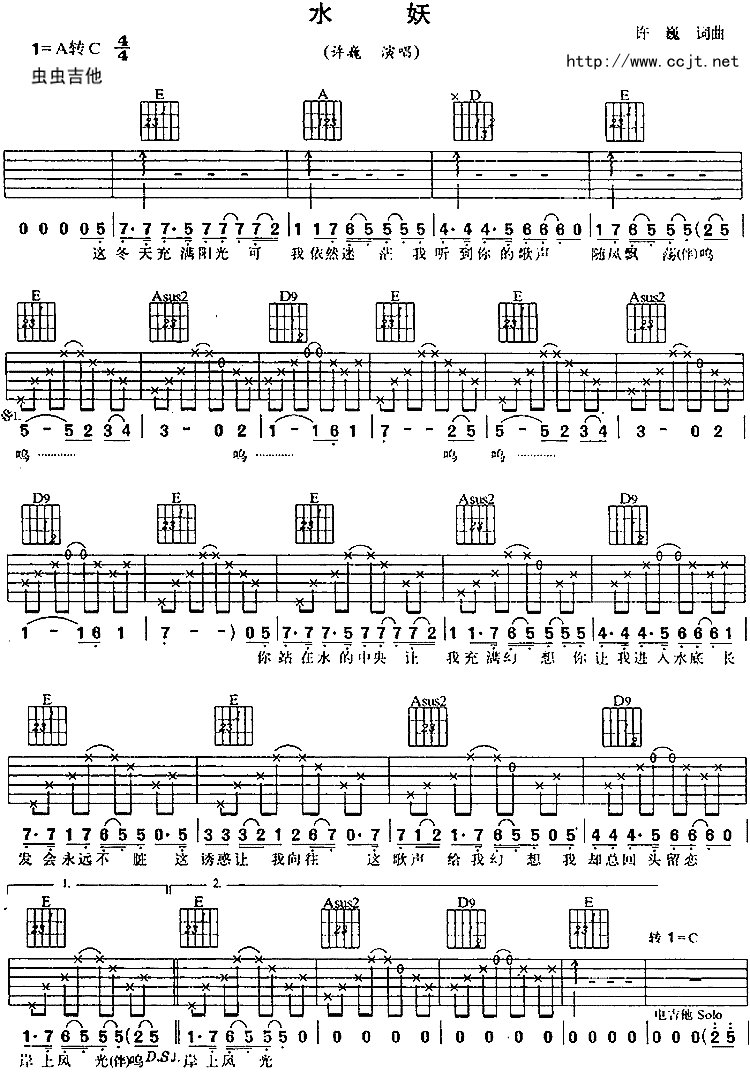 水 妖
1=A转C 4/4
(许巍 演唱)
许 巍 词曲
http://www.ccjt.net
虫虫吉他
E A × D E
0 0 0 0 05 | 7· 7 7· 5 7 7 7 7 2 | 1 1 7 6 5 5 5 5 5 | 4· 4 4· 5 6 6 6 0 | 1 7 6 5 5 5 ( 2 5 |
这 冬 天 充 满 阳 光 可 我 依 然 迷 茫 我 听 到 你 的 歌 声 随 风 飘 荡 (伴) 鸣
E Asus2 D9 E E Asus2
1.
5 - 5 2 3 4 | 3 - 0 2 | 1 - 1 6 1 | 7 - - 2 5 | 5 - 5 2 3 4 | 3 - 0 2 |
鸣 ………… 鸣 ………… 鸣 鸣 …………
D9 E E Asus2 D9
1 - 1 6 1 | 7 - - ) 0 5 | 7· 7 7· 5 7 7 7 7 2 | 1 1· 7 6 5 5 5 5 | 4· 4 4· 5 6 6 6 1 |
你 站 在 水 的 中 央 让 我 充 满 幻 想 你 让 我 进 入 水 底 长
E E Asus2 D9
7· 7 1 7 6 5 5 0· 5 | 3 3 3 2 1 2 6 7 0· 7 | 7 1 2 1· 7 6 5 5 0 5 | 4 4 4 0 6 6 6 6 0 |
发 会 永 远 不 脏 这 诱 惑 让 我 向 往 这 歌 声 给 我 幻 想 我 却 总 回 头 留 恋
1. 2.
E E Asus2 D9 E
转 1=C
电吉他 Solo
1· 7 6 5 5 5 ( 2 5 | 1· 7 6 5 5 5 0 | 0 0 0 0 | 0 0 0 0 | 0 0 0 0 | 0 0 0 ( 2 5
岸 上 风 光 (伴) 鸣 D.S.1. 岸 上 风 光